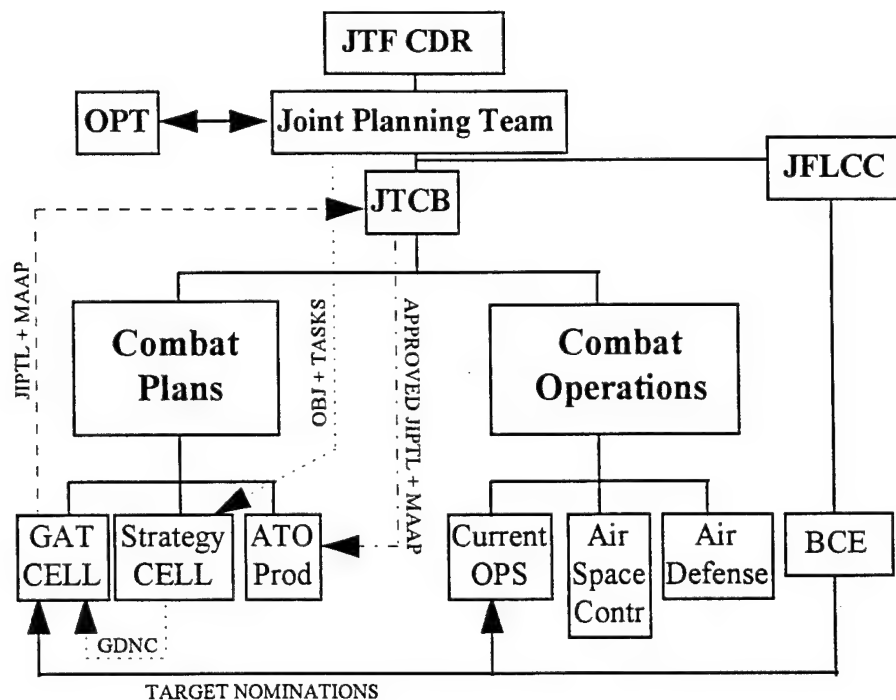 JTF CDR
OPT
Joint Planning Team
JFLCC
JTCB
JIPTL + MAAP
OBJ + TASKS
APPROVED JIPTL + MAAP
Combat
Plans
Combat
Operations
GAT
CELL
Strategy
CELL
ATO
Prod
Current
OPS
Air
Space
Contr
Air
Defense
BCE
GDNC
TARGET NOMINATIONS